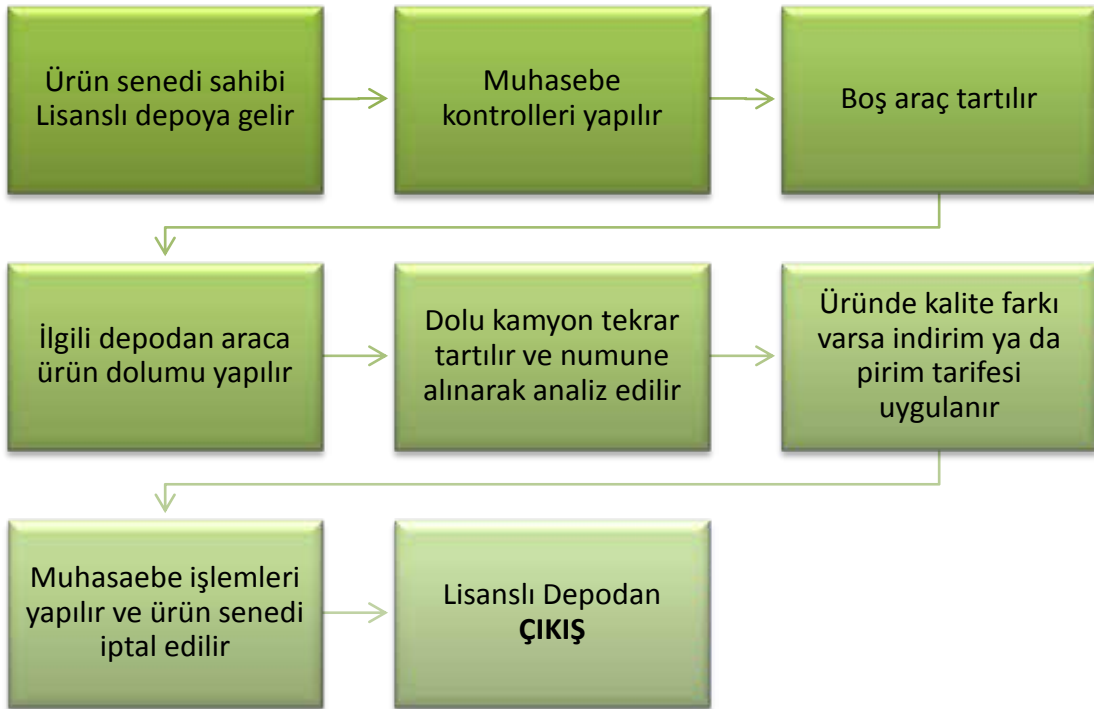 Ürün senedi sahibi
Lisanslı depoya gelir
Muhasebe
kontrolleri yapılır
Boş araç tartılır
İlgili depodan araca
ürün dolumu yapılır
Dolu kamyon tekrar
tartılır ve numune
alınarak analiz edilir
Üründe kalite farkı
varsa indirim ya da
pirim tarifesi
uygulanır
Muhasaebe işlemleri
yapılır ve ürün senedi
iptal edilir
Lisanslı Depodan
ÇIKIŞ